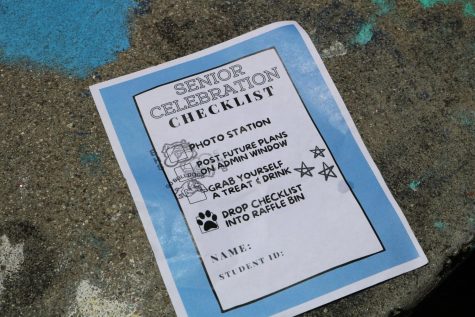 SENIOR
CELEBRATION
CHECKLIST
PHOTO STATION
POST FUTURE PLANS
ON ADMIN WINDOW
GRAB YOURSELF
A TREAT & DRINK
DROP CHECKLIST
INTO RAFFLE BIN
NAME:
STUDENT ID: